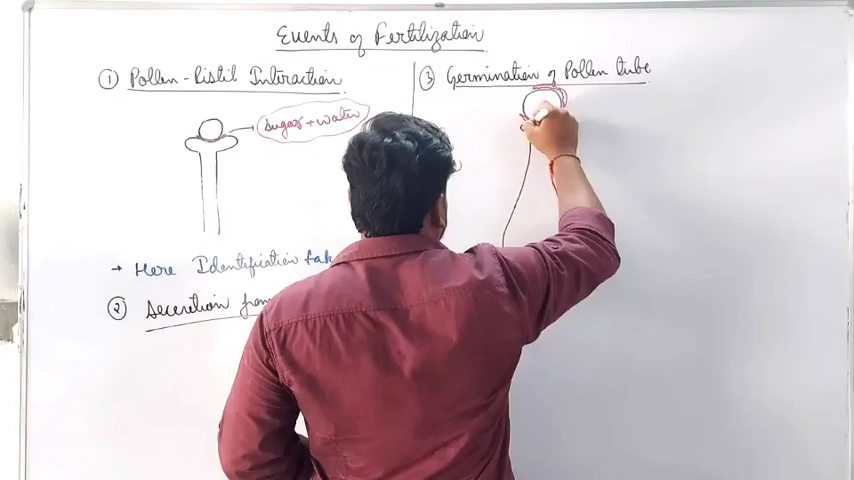 Events of Fertilization
① Pollen-Pistil Interaction
Sugar + water
→ Here Identification tak
② Secretion from
③ Germination of Pollen tube